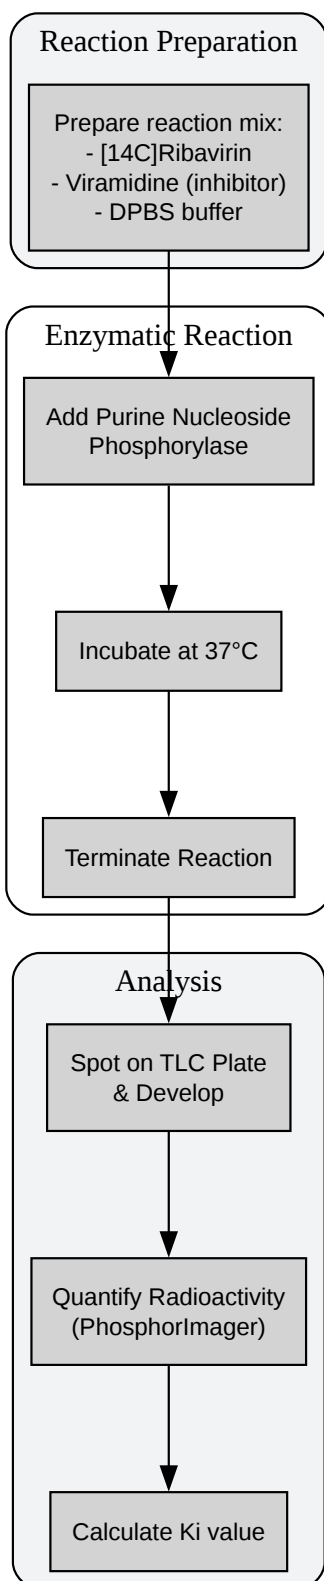 Reaction Preparation
Prepare reaction mix:
- [14C]Ribavirin
- Viramidine (inhibitor)
- DPBS buffer
Enzymatic Reaction
Add Purine Nucleoside
Phosphorylase
Incubate at 37°C
Terminate Reaction
Analysis
Spot on TLC Plate
& Develop
Quantify Radioactivity
(PhosphorImager)
Calculate Ki value